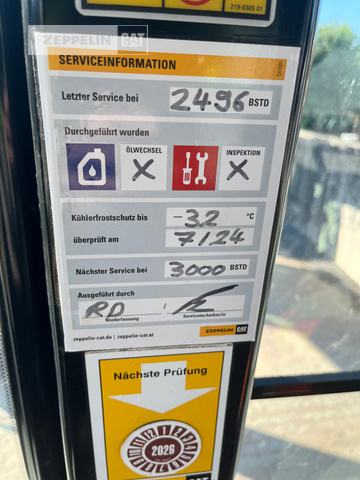 219-0305 01
ZEPPELIN CAT
SERVICEINFORMATION
Letzter Service bei 2496 BSTD
Durchgeführt wurden
ÖLWECHSEL X INSPEKTION X
Kühlerfrostschutz bis -32 °C
überprüft am 7/24
Nächster Service bei 3000 BSTD
Ausgeführt durch
RD /
Niederlassung Servicetechniker/in
zeppelin-cat.de | zeppelin-cat.at ZEPPELIN CAT
Nächste Prüfung
2026
CAT